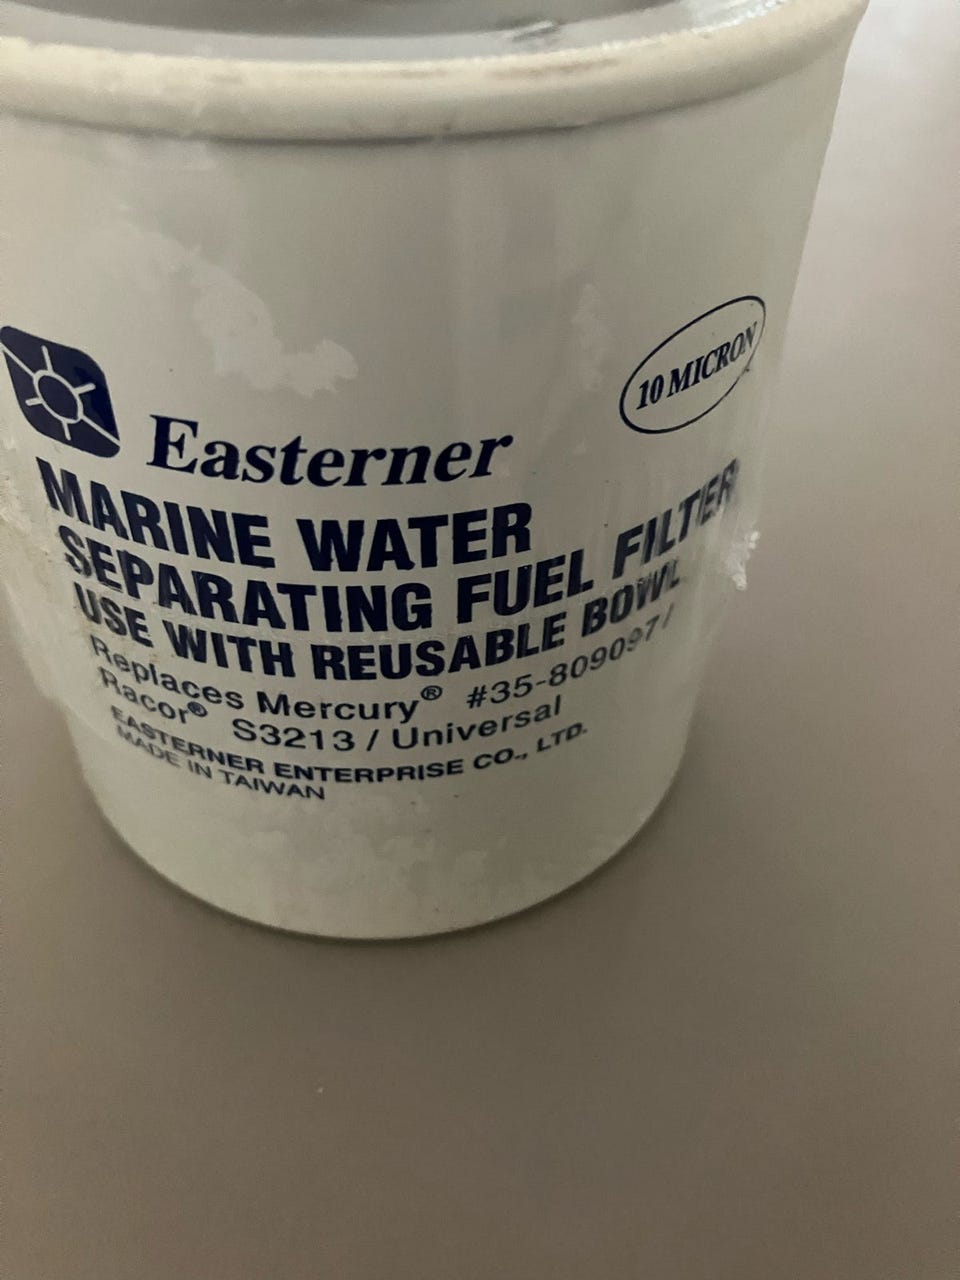 10 MICRON
Easterner
MARINE WATER
SEPARATING FUEL FILTER
USE WITH REUSABLE BOWL
Replaces Mercury® #35-809097/
Racor® S3213 / Universal
EASTERNER ENTERPRISE CO., LTD.
MADE IN TAIWAN